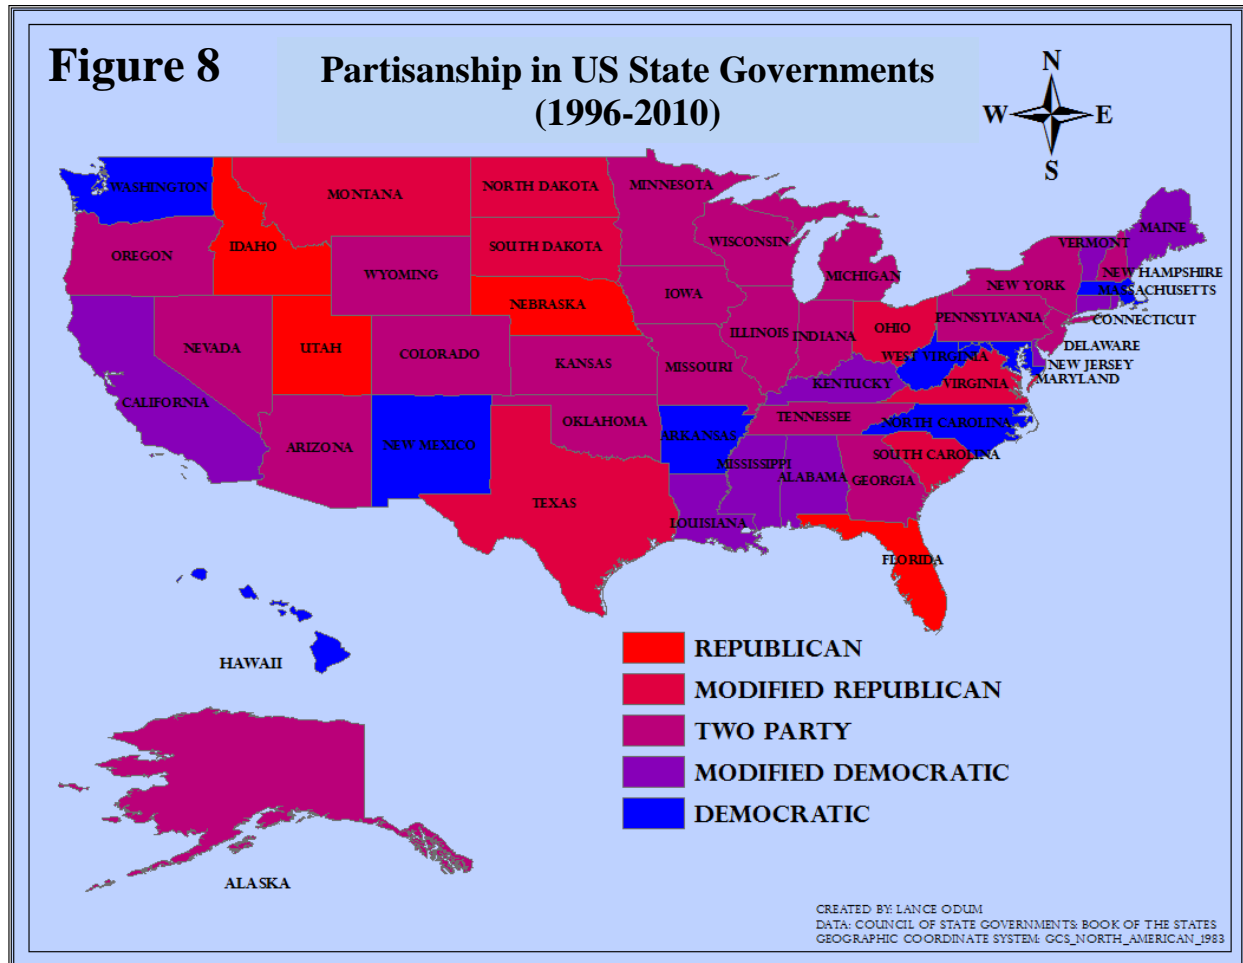 Figure 8
Partisanship in US State Governments
(1996-2010)
N
W E
S
WASHINGTON
MONTANA
NORTH DAKOTA
MINNESOTA
MAINE
VERMONT
IDAHO
SOUTH DAKOTA
WISCONSIN
OREGON
WYOMING
MICHIGAN
NEW HAMPSHIRE
NEW YORK
MASSACHUSETTS
IOWA
NEBRASKA
PENNSYLVANIA
CONNECTICUT
OHIO
ILLINOIS
INDIANA
NEVADA
UTAH
COLORADO
DELAWARE
KANSAS
MISSOURI
WEST VIRGINIA
NEW JERSEY
MARYLAND
KENTUCKY
VIRGINIA
CALIFORNIA
TENNESSEE
OKLAHOMA
NORTH CAROLINA
ARKANSAS
ARIZONA
NEW MEXICO
SOUTH CAROLINA
MISSISSIPPI
ALABAMA
GEORGIA
TEXAS
LOUISIANA
FLORIDA
HAWAII
ALASKA
REPUBLICAN
MODIFIED REPUBLICAN
TWO PARTY
MODIFIED DEMOCRATIC
DEMOCRATIC
CREATED BY: LANCE ODUM
DATA: COUNCIL OF STATE GOVERNMENTS: BOOK OF THE STATES
GEOGRAPHIC COORDINATE SYSTEM: GCS_NORTH_AMERICAN_1983